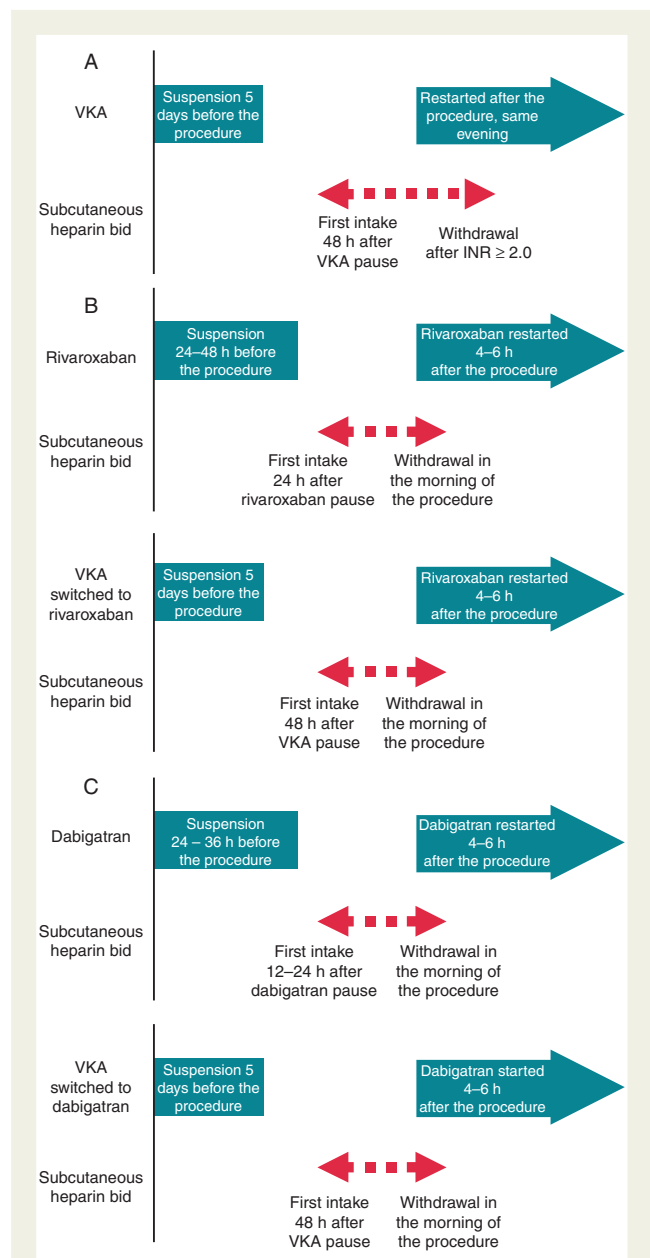 A
VKA
Suspension 5
days before the
procedure
Restarted after the
procedure, same
evening
Subcutaneous
heparin bid
First intake
48 h after
VKA pause
Withdrawal
after INR ≥ 2.0
B
Rivaroxaban
Suspension
24–48 h before
the procedure
Rivaroxaban restarted
4–6 h
after the procedure
Subcutaneous
heparin bid
First intake
24 h after
rivaroxaban pause
Withdrawal in
the morning of
the procedure
VKA
switched to
rivaroxaban
Suspension 5
days before the
procedure
Rivaroxaban restarted
4–6 h
after the procedure
Subcutaneous
heparin bid
First intake
48 h after
VKA pause
Withdrawal in
the morning of
the procedure
C
Dabigatran
Suspension
24 – 36 h before
the procedure
Dabigatran restarted
4–6 h
after the procedure
Subcutaneous
heparin bid
First intake
12–24 h after
dabigatran pause
Withdrawal in
the morning of
the procedure
VKA
switched to
dabigatran
Suspension 5
days before the
procedure
Dabigatran started
4–6 h
after the procedure
Subcutaneous
heparin bid
First intake
48 h after
VKA pause
Withdrawal in
the morning of
the procedure